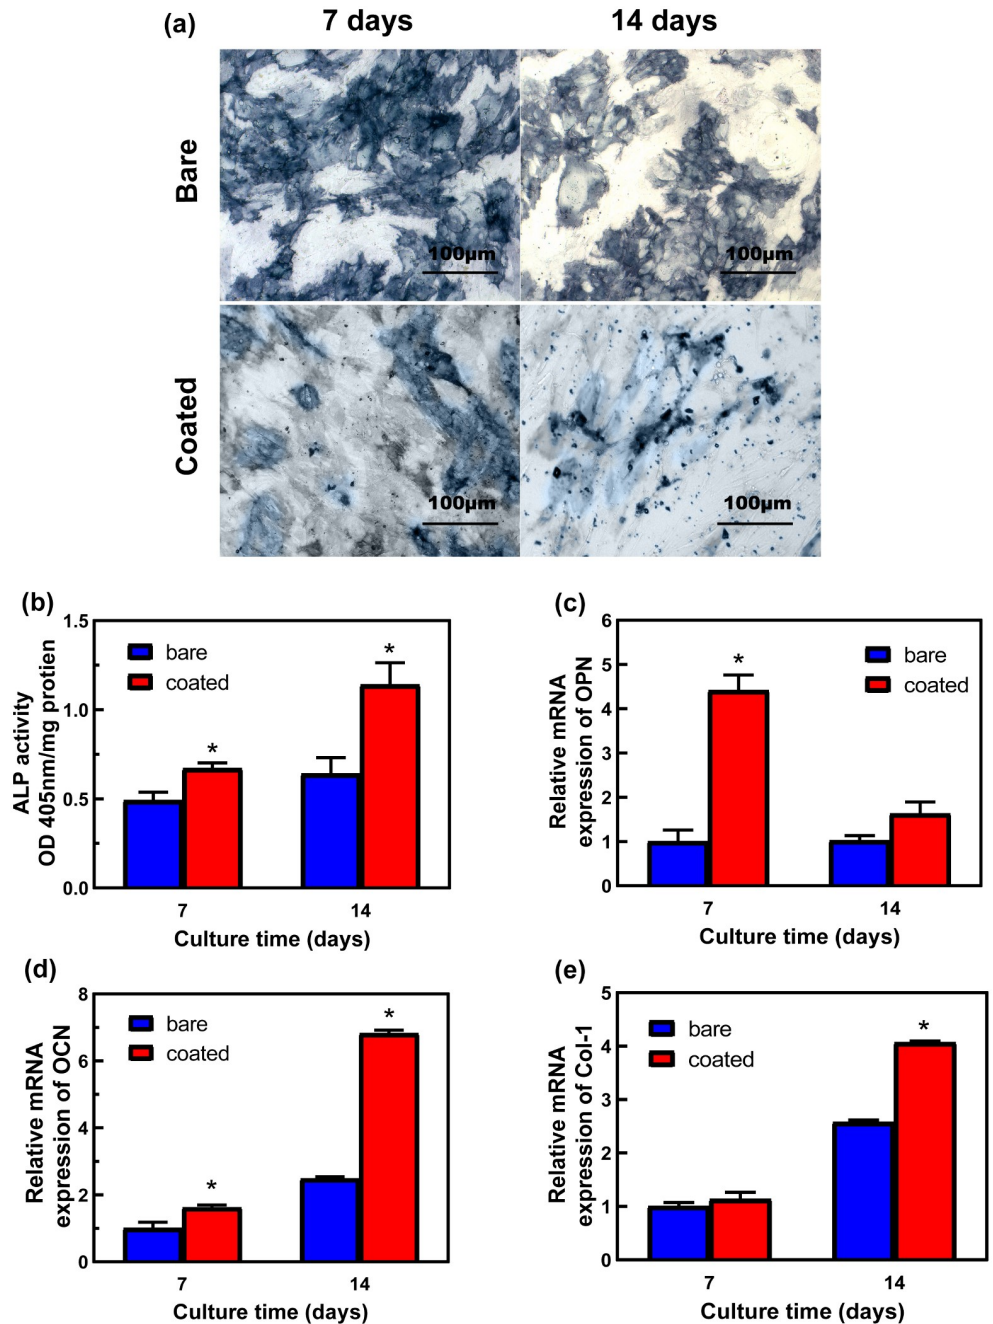 (a)
7 days
14 days
Bare
100µm
100µm
Coated
100µm
100µm
(b)
ALP activity
OD 405nm/mg protien
1.5
1.0
0.5
0.0
bare
coated
*
*
7
14
Culture time (days)
(c)
Relative mRNA
expression of OPN
6
5
4
3
2
1
0
bare
coated
*
7
14
Culture time (days)
(d)
Relative mRNA
expression of OCN
8
6
4
2
0
bare
coated
*
*
7
14
Culture time (days)
(e)
Relative mRNA
expression of Col-1
5
4
3
2
1
0
bare
coated
*
7
14
Culture time (days)